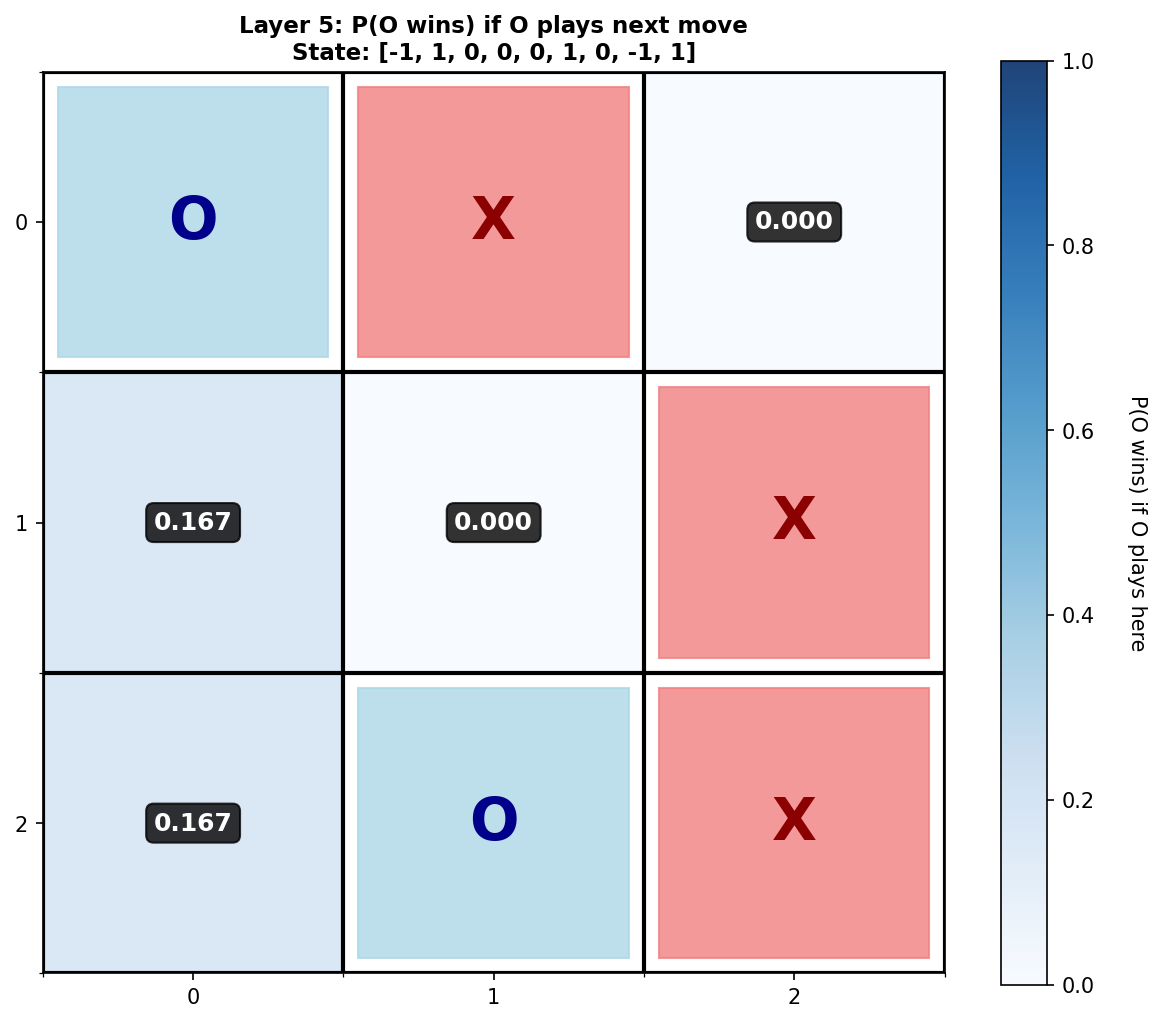 Layer 5: P(O wins) if O plays next move
State: [-1, 1, 0, 0, 0, 1, 0, -1, 1]
0
O
X
0.000
1
0.167
0.000
X
2
0.167
O
X
0
1
2
1.0
0.8
0.6
0.4
0.2
0.0
P(O wins) if O plays here